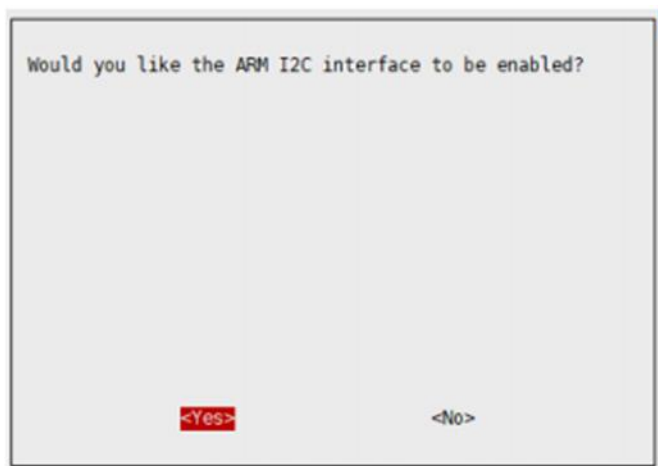 Would you like the ARM I2C interface to be enabled?
<Yes> <No>